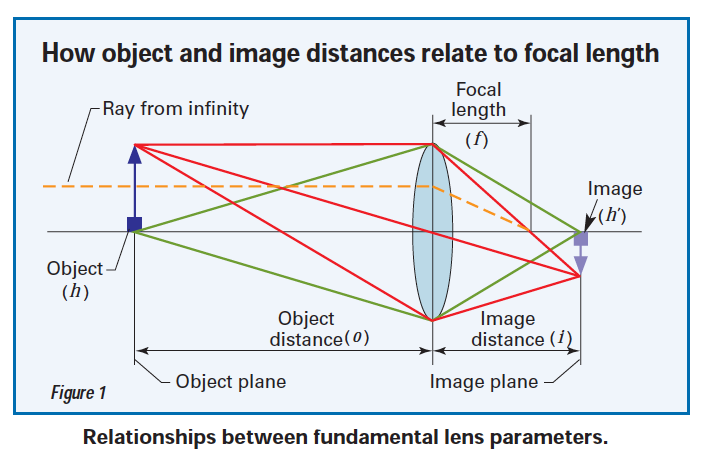 How object and image distances relate to focal length
Focal
length
(f)
Ray from infinity
Image
(h′)
Object
(h)
Object
distance(o)
Image
distance (i)
Object plane
Image plane
Figure 1
Relationships between fundamental lens parameters.